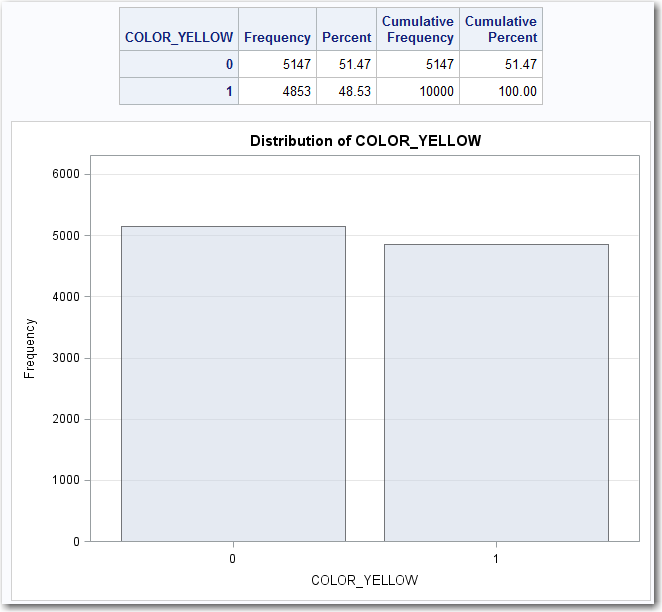 Cumulative Cumulative
COLOR_YELLOW Frequency Percent Frequency Percent
0 5147 51.47 5147 51.47
1 4853 48.53 10000 100.00
Distribution of COLOR_YELLOW
6000
5000
4000
3000
2000
1000
0
Frequency
0 1
COLOR_YELLOW